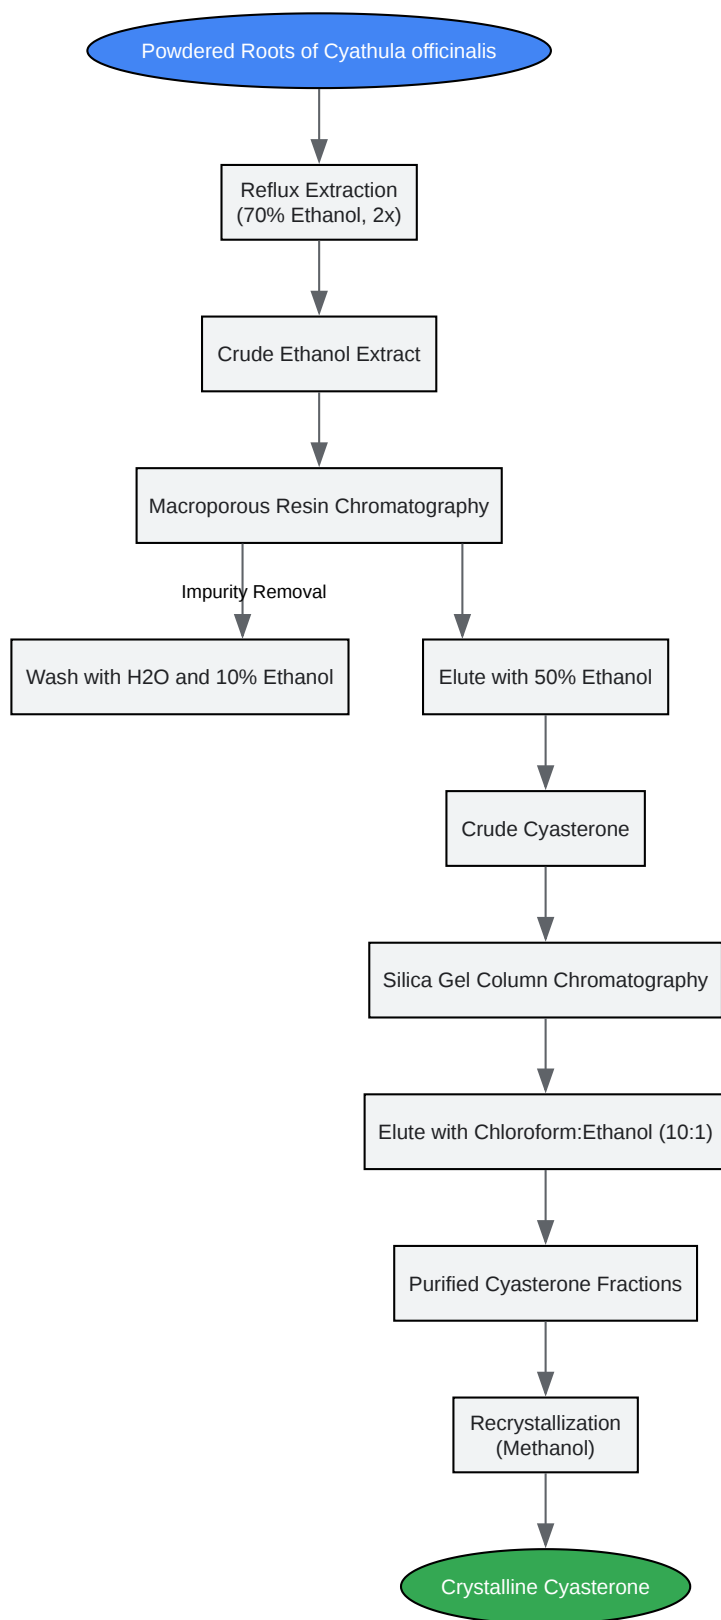 Powdered Roots of Cyathula officinalis
Reflux Extraction
(70% Ethanol, 2x)
Crude Ethanol Extract
Macroporous Resin Chromatography
Impurity Removal
Wash with H2O and 10% Ethanol
Elute with 50% Ethanol
Crude Cyasterone
Silica Gel Column Chromatography
Elute with Chloroform:Ethanol (10:1)
Purified Cyasterone Fractions
Recrystallization
(Methanol)
Crystalline Cyasterone